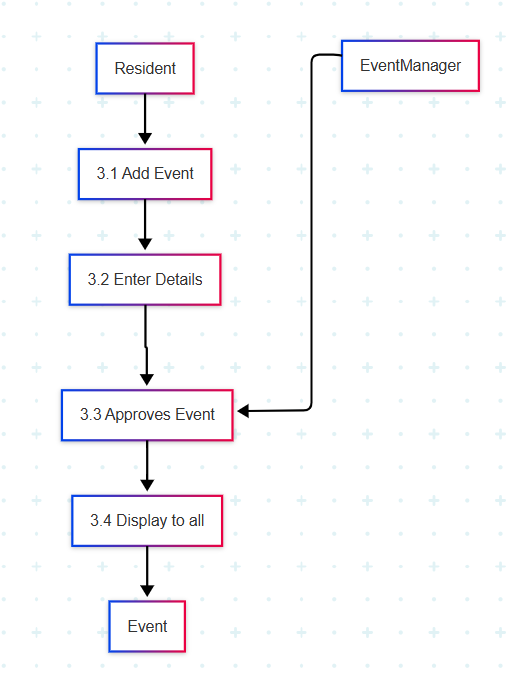 Resident
EventManager
3.1 Add Event
3.2 Enter Details
3.3 Approves Event
3.4 Display to all
Event